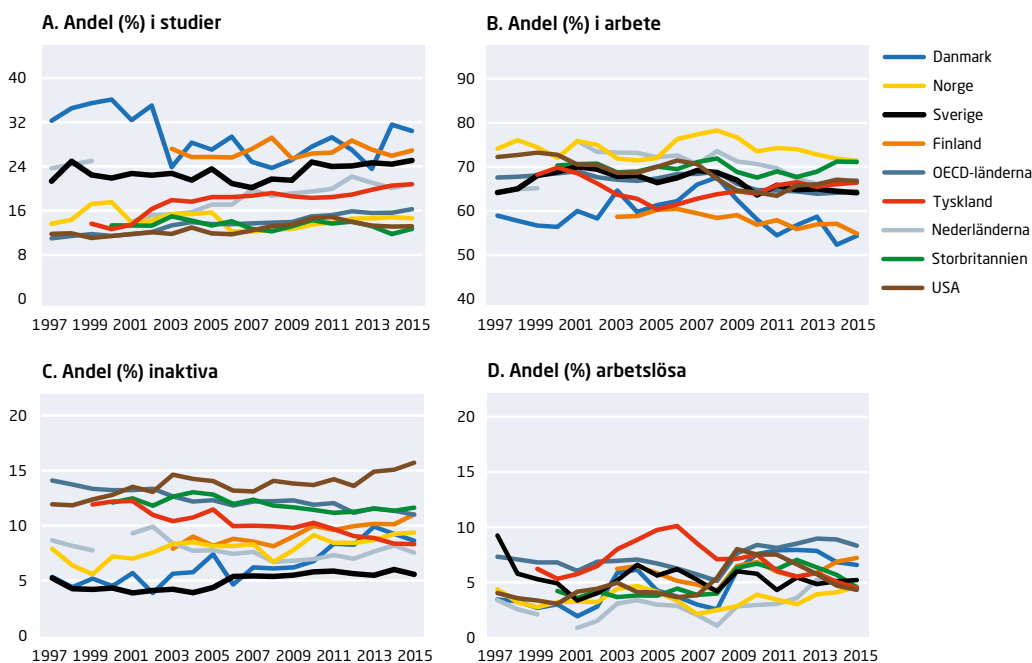 A. Andel (%) i studier
40
32
24
16
8
0
1997 1999 2001 2003 2005 2007 2009 2011 2013 2015
B. Andel (%) i arbete
90
80
70
60
50
40
1997 1999 2001 2003 2005 2007 2009 2011 2013 2015
Danmark
Norge
Sverige
Finland
OECD-länderna
Tyskland
Nederländerna
Storbritannien
USA
C. Andel (%) inaktiva
20
15
10
5
0
1997 1999 2001 2003 2005 2007 2009 2011 2013 2015
D. Andel (%) arbetslösa
20
15
10
5
0
1997 1999 2001 2003 2005 2007 2009 2011 2013 2015